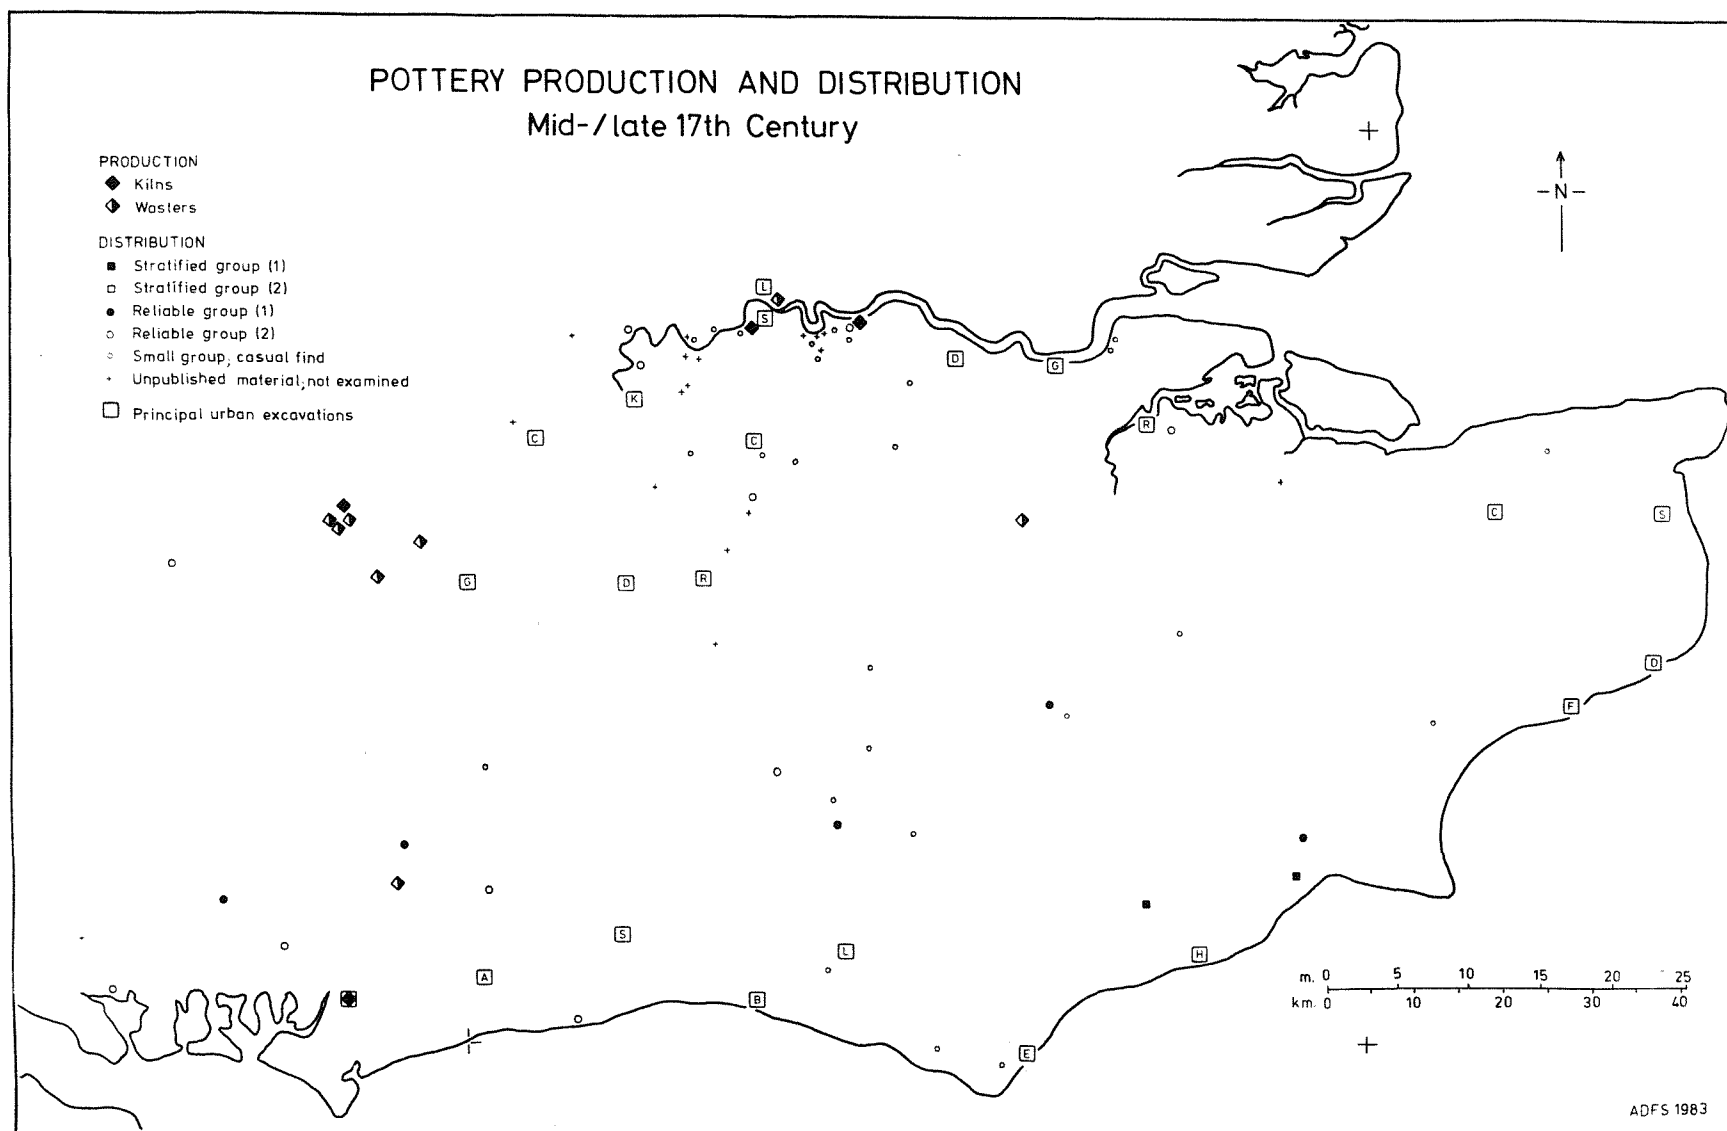 POTTERY PRODUCTION AND DISTRIBUTION
Mid-/late 17th Century
PRODUCTION
Kilns
Wasters
DISTRIBUTION
Stratified group (1)
Stratified group (2)
Reliable group (1)
Reliable group (2)
Small group; casual find
Unpublished material; not examined
Principal urban excavations
-N-
L
S
D
G
K
R
C
C
C
S
G
D
R
D
F
S
L
H
A
B
E
m. 0 5 10 15 20 25
km. 0 10 20 30 40
ADFS 1983